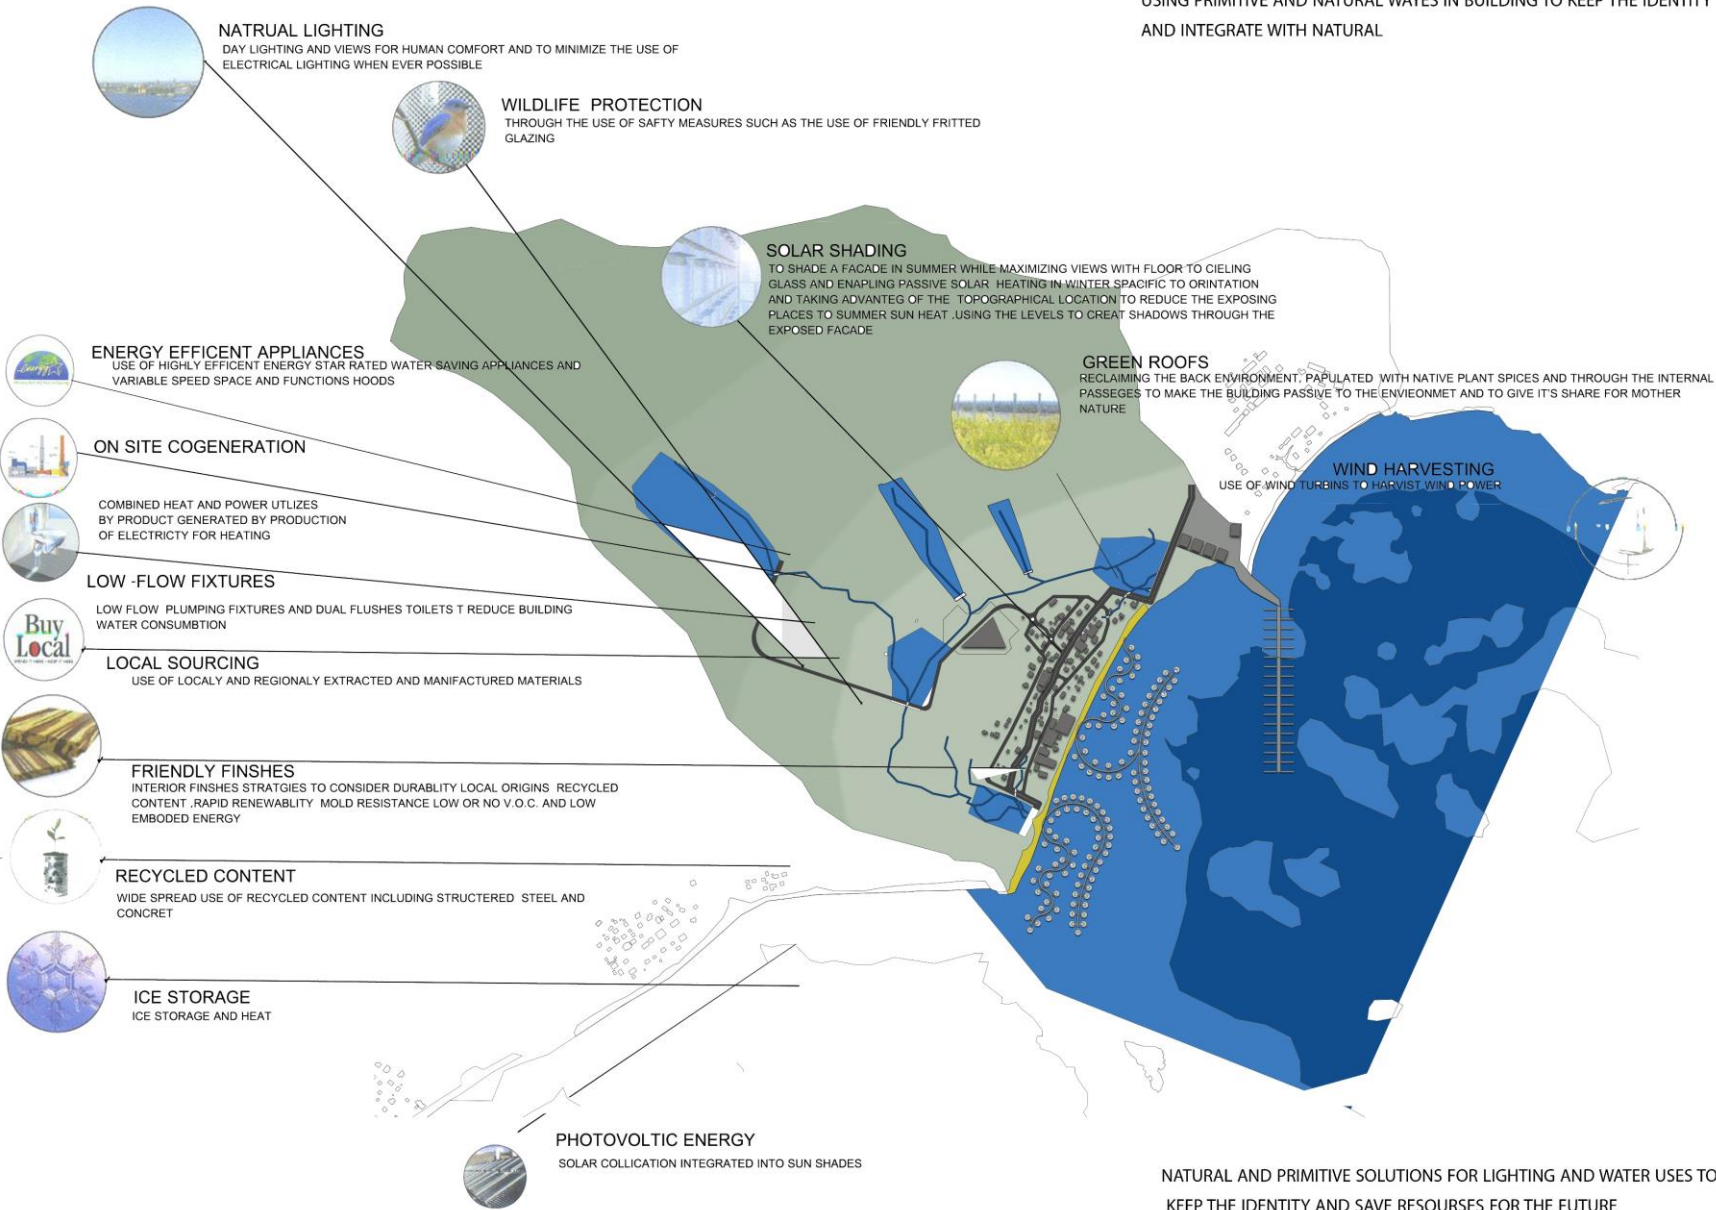 USING PRIMITIVE AND NATURAL WAYES IN BUILDING TO KEEP THE IDENTITY
AND INTEGRATE WITH NATURAL
NATRUAL LIGHTING
DAY LIGHTING AND VIEWS FOR HUMAN COMFORT AND TO MINIMIZE THE USE OF
ELECTRICAL LIGHTING WHEN EVER POSSIBLE
WILDLIFE PROTECTION
THROUGH THE USE OF SAFTY MEASURES SUCH AS THE USE OF FRIENDLY FRITTED
GLAZING
SOLAR SHADING
TO SHADE A FACADE IN SUMMER WHILE MAXIMIZING VIEWS WITH FLOOR TO CIELING
GLASS AND ENAPLING PASSIVE SOLAR HEATING IN WINTER SPACIFIC TO ORINTATION
AND TAKING ADVANTEG OF THE TOPOGRAPHICAL LOCATION TO REDUCE THE EXPOSING
PLACES TO SUMMER SUN HEAT .USING THE LEVELS TO CREAT SHADOWS THROUGH THE
EXPOSED FACADE
GREEN ROOFS
RECLAIMING THE BACK ENVIRONMENT, PAPULATED WITH NATIVE PLANT SPICES AND THROUGH THE INTERNAL
PASSEGES TO MAKE THE BUILDING PASSIVE TO THE ENVIEONMET AND TO GIVE IT'S SHARE FOR MOTHER
NATURE
WIND HARVESTING
USE OF WIND TURBINS TO HARVIST WIND POWER
ENERGY EFFICENT APPLIANCES
USE OF HIGHLY EFFICENT ENERGY STAR RATED WATER SAVING APPLIANCES AND
VARIABLE SPEED SPACE AND FUNCTIONS HOODS
ON SITE COGENERATION
COMBINED HEAT AND POWER UTLIZES
BY PRODUCT GENERATED BY PRODUCTION
OF ELECTRICTY FOR HEATING
LOW -FLOW FIXTURES
LOW FLOW PLUMPING FIXTURES AND DUAL FLUSHES TOILETS T REDUCE BUILDING
WATER CONSUMBTION
Buy
Local
LOCAL SOURCING
USE OF LOCALY AND REGIONALY EXTRACTED AND MANIFACTURED MATERIALS
FRIENDLY FINSHES
INTERIOR FINSHES STRATGIES TO CONSIDER DURABLITY LOCAL ORIGINS RECYCLED
CONTENT .RAPID RENEWABLITY MOLD RESISTANCE LOW OR NO V.O.C. AND LOW
EMBODED ENERGY
RECYCLED CONTENT
WIDE SPREAD USE OF RECYCLED CONTENT INCLUDING STRUCTERED STEEL AND
CONCRET
ICE STORAGE
ICE STORAGE AND HEAT
PHOTOVOLTIC ENERGY
SOLAR COLLICATION INTEGRATED INTO SUN SHADES
NATURAL AND PRIMITIVE SOLUTIONS FOR LIGHTING AND WATER USES TO
KEEP THE IDENTITY AND SAVE RESOURSES FOR THE FUTURE